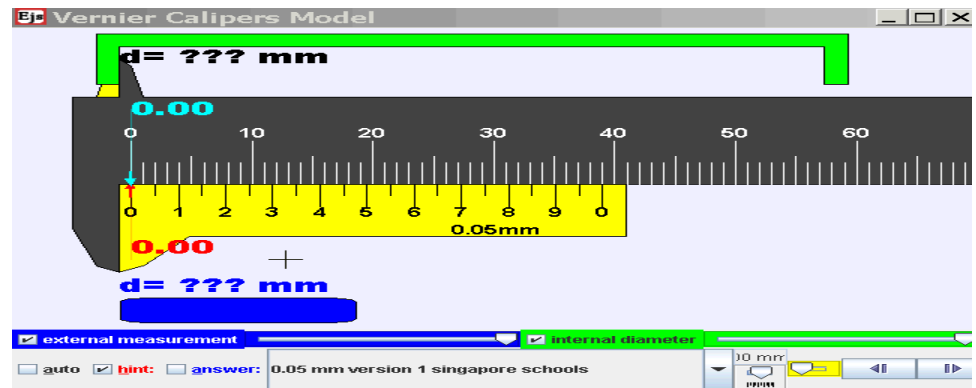 Ejs Vernier Calipers Model
d= ??? mm
0.00
0 10 20 30 40 50 60
0 1 2 3 4 5 6 7 8 9 0
0.05mm
0.00
d= ??? mm
external measurement internal diameter
auto hint: answer: 0.05 mm version 1 singapore schools